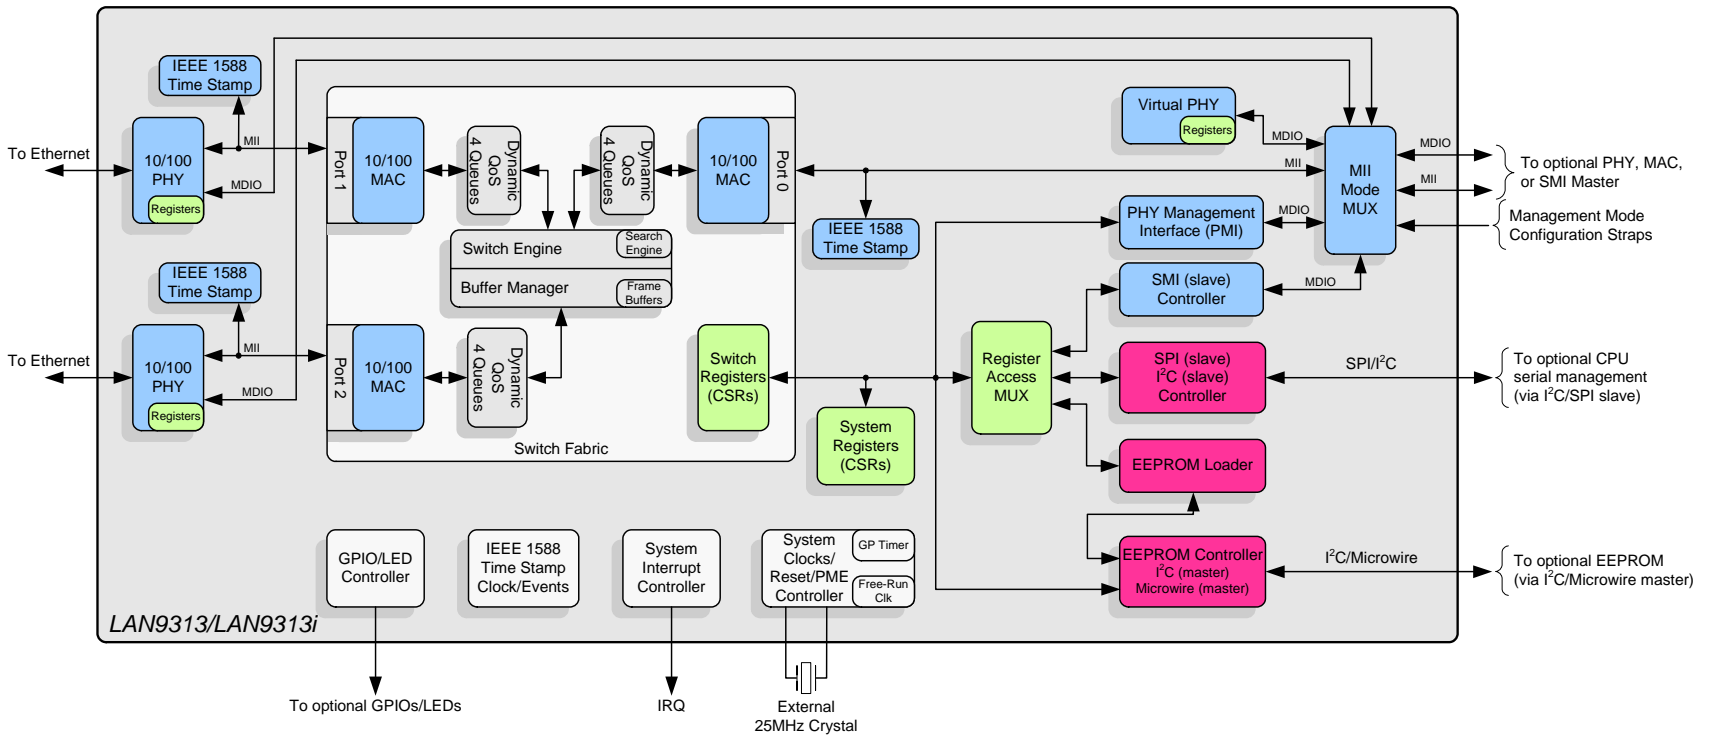 IEEE 1588
Time Stamp
To Ethernet
10/100
PHY
Registers
MII
MDIO
IEEE 1588
Time Stamp
To Ethernet
10/100
PHY
Registers
MII
MDIO
Port 1
10/100
MAC
Dynamic
QoS
4 Queues
Dynamic
QoS
4 Queues
10/100
MAC
Port 0
Switch Engine
Search
Engine
Buffer Manager
Frame
Buffers
Port 2
10/100
MAC
Dynamic
QoS
4 Queues
Switch
Registers
(CSRs)
Switch Fabric
IEEE 1588
Time Stamp
System
Registers
(CSRs)
Register
Access
MUX
Virtual PHY
Registers
MDIO
MII
PHY Management
Interface (PMI)
MDIO
SMI (slave)
Controller
MDIO
MII
Mode
MUX
MDIO
MII
To optional PHY, MAC,
or SMI Master
Management Mode
Configuration Straps
SPI (slave)
I²C (slave)
Controller
SPI/I²C
To optional CPU
serial management
(via I²C/SPI slave)
EEPROM Loader
EEPROM Controller
I²C (master)
Microwire (master)
I²C/Microwire
To optional EEPROM
(via I²C/Microwire master)
GPIO/LED
Controller
IEEE 1588
Time Stamp
Clock/Events
System
Interrupt
Controller
System
Clocks/
Reset/PME
Controller
GP Timer
Free-Run
Clk
LAN9313/LAN9313i
To optional GPIOs/LEDs
IRQ
External
25MHz Crystal